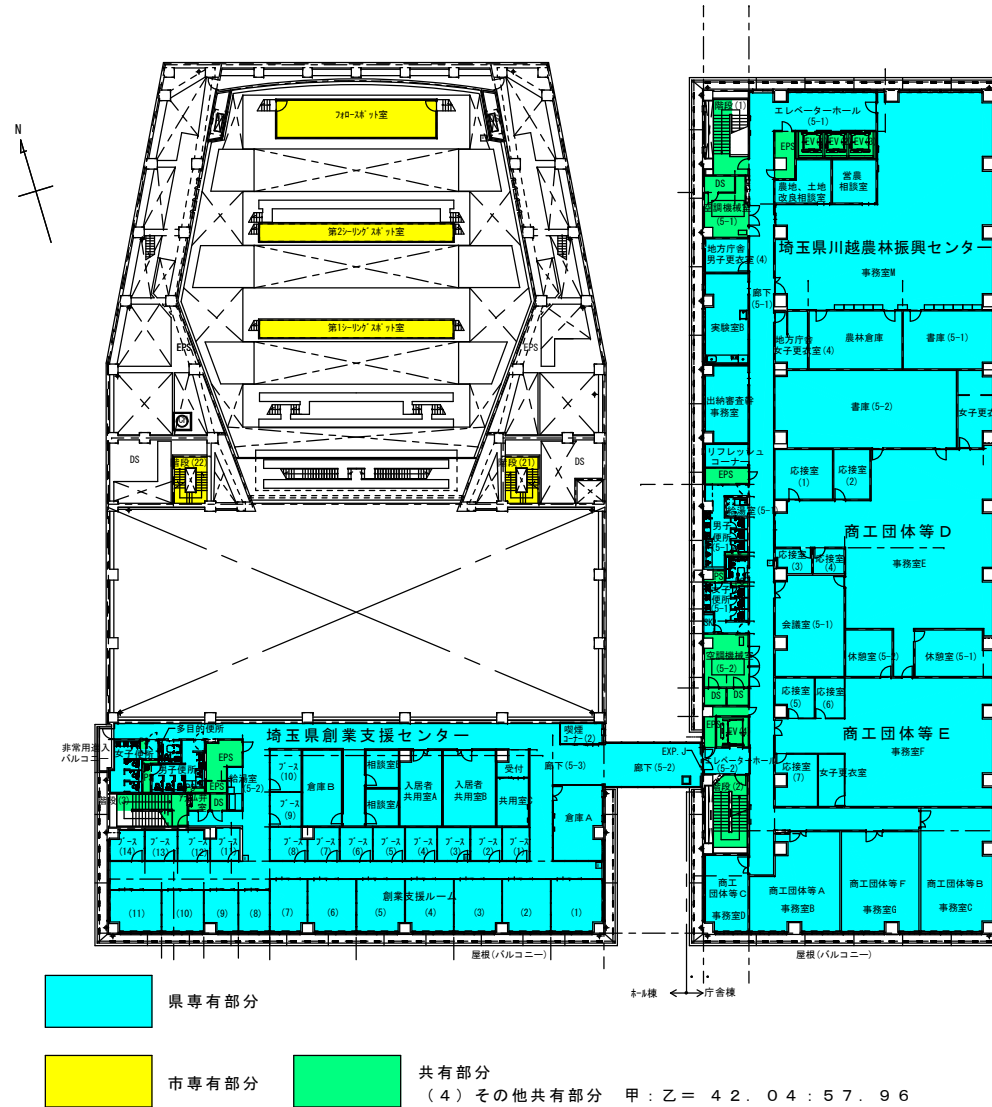 N
フォロースポット室
第2シーリングスポット室
第1シーリングスポット室
EPS
EPS
DS
DS
階段(22)
階段(21)
階段(1)
エレベーターホール
(5-1)
EPS
EV
EV
EV
DS
空調機械室
(5-1)
農地、土地
改良相談室
営農
相談室
地方庁舎
男子更衣室(4)
埼玉県川越農林振興センター
事務室M
廊下
(5-1)
実験室B
地方庁舎
女子更衣室(4)
農林倉庫
書庫(5-1)
出納審査幹
事務室
書庫(5-2)
女子更衣
リフレッシュ
コーナー
EPS
応接室
(1)
応接室
(2)
給湯室(5-1)
男子
便所
(5-1)
商工団体等D
事務室E
応接室
(3)
応接室
(4)
PS
女子
便所
(5-1)
SK
会議室(5-1)
休憩室(5-2)
休憩室(5-1)
空調機械室
(5-2)
DS
DS
応接室
(5)
応接室
(6)
EPS
EV
商工団体等E
事務室F
エレベーターホール
(5-2)
応接室
(7)
女子更衣室
階段(2)
商工
団体等C
事務室D
商工団体等A
事務室B
商工団体等F
事務室G
商工団体等B
事務室C
多目的便所
埼玉県創業支援センター
喫煙
コーナー(2)
非常用進入
バルコニー
女子便所
男子便所
EPS
給湯室
(5-2)
EPS
DS
階段(3)
ブース
(10)
倉庫B
相談室B
入居者
共用室A
入居者
共用室B
受付
共用室C
廊下(5-3)
EXP.J
廊下(5-2)
ブース
(9)
相談室A
倉庫A
ブース
(14)
ブース
(13)
ブース
(12)
ブース
(11)
ブース
(8)
ブース
(7)
ブース
(6)
ブース
(5)
ブース
(4)
ブース
(3)
ブース
(2)
ブース
(1)
創業支援ルーム
(11)
(10)
(9)
(8)
(7)
(6)
(5)
(4)
(3)
(2)
(1)
屋根(バルコニー)
屋根(バルコニー)
ホール棟
庁舎棟
県専有部分
市専有部分
共有部分
(4)その他共有部分 甲:乙= 42.04:57.96